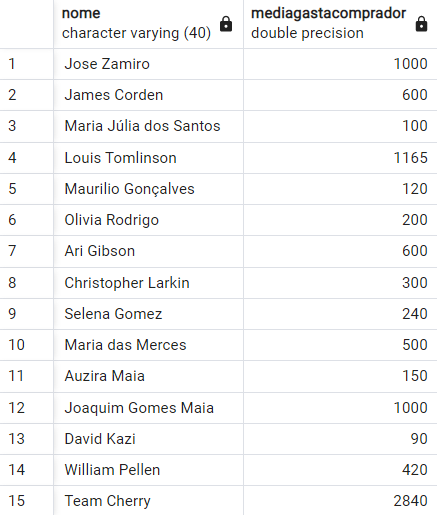 nome mediagastacomprador
character varying (40) double precision
1 Jose Zamiro 1000
2 James Corden 600
3 Maria Júlia dos Santos 100
4 Louis Tomlinson 1165
5 Maurilio Gonçalves 120
6 Olivia Rodrigo 200
7 Ari Gibson 600
8 Christopher Larkin 300
9 Selena Gomez 240
10 Maria das Merces 500
11 Auzira Maia 150
12 Joaquim Gomes Maia 1000
13 David Kazi 90
14 William Pellen 420
15 Team Cherry 2840